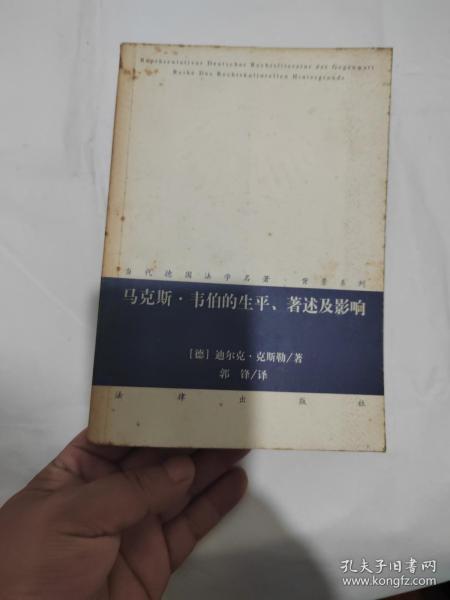 Repräsentative Deutscher Rechtsliteratur der Gegenwart
Reihe Des Rechtskulturellen Hintergrunds
当代德国法学名著·背景系列
马克斯·韦伯的生平、著述及影响
[德]迪尔克·克斯勒/著
郭锋/译
法律出版社
孔夫子旧书网
www.kongfz.com